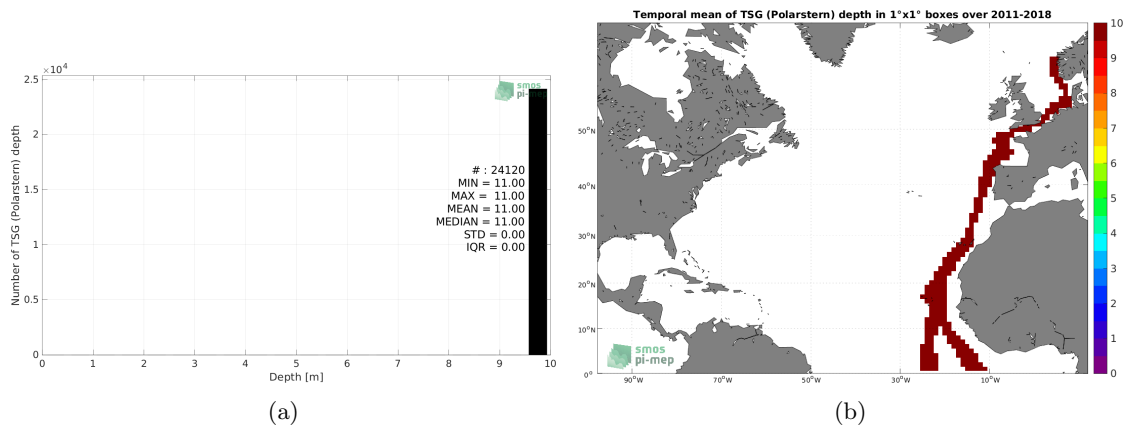 ×10⁴
2.5
2
1.5
1
0.5
0
Number of TSG (Polarstern) depth
smos
pi-mep
# : 24120
MIN = 11.00
MAX = 11.00
MEAN = 11.00
MEDIAN = 11.00
STD = 0.00
IQR = 0.00
0 1 2 3 4 5 6 7 8 9 10
Depth [m]
(a)
Temporal mean of TSG (Polarstern) depth in 1°x1° boxes over 2011-2018
50°N
40°N
30°N
20°N
10°N
0°
90°W 70°W 50°W 30°W 10°W
smos
pi-mep
10
9
8
7
6
5
4
3
2
1
0
(b)